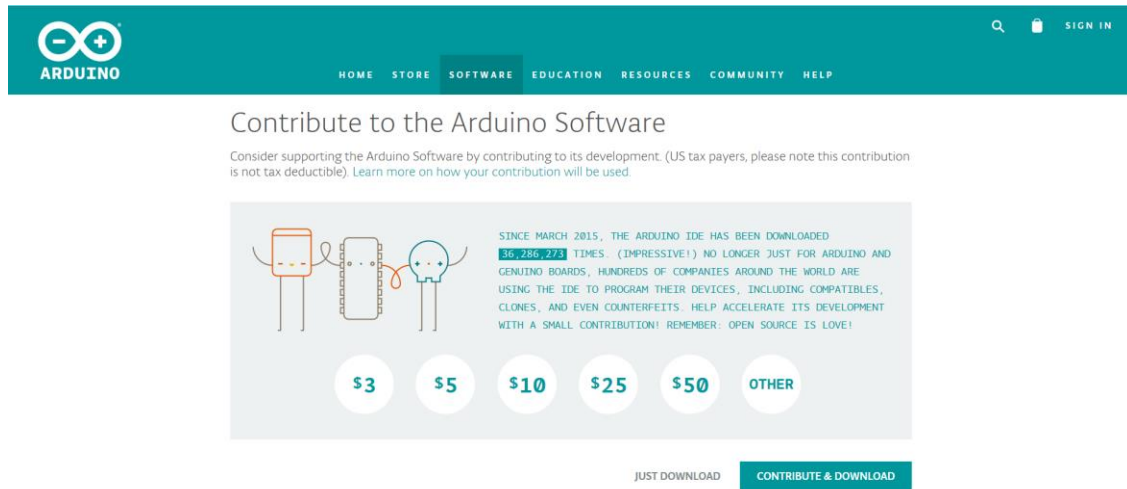 SIGN IN
ARDUINO
HOME STORE SOFTWARE EDUCATION RESOURCES COMMUNITY HELP
Contribute to the Arduino Software
Consider supporting the Arduino Software by contributing to its development. (US tax payers, please note this contribution
is not tax deductible). Learn more on how your contribution will be used.
SINCE MARCH 2015, THE ARDUINO IDE HAS BEEN DOWNLOADED
36,286,273 TIMES. (IMPRESSIVE!) NO LONGER JUST FOR ARDUINO AND
GENUINO BOARDS, HUNDREDS OF COMPANIES AROUND THE WORLD ARE
USING THE IDE TO PROGRAM THEIR DEVICES, INCLUDING COMPATIBLES,
CLONES, AND EVEN COUNTERFEITS. HELP ACCELERATE ITS DEVELOPMENT
WITH A SMALL CONTRIBUTION! REMEMBER: OPEN SOURCE IS LOVE!
$3 $5 $10 $25 $50 OTHER
JUST DOWNLOAD CONTRIBUTE & DOWNLOAD